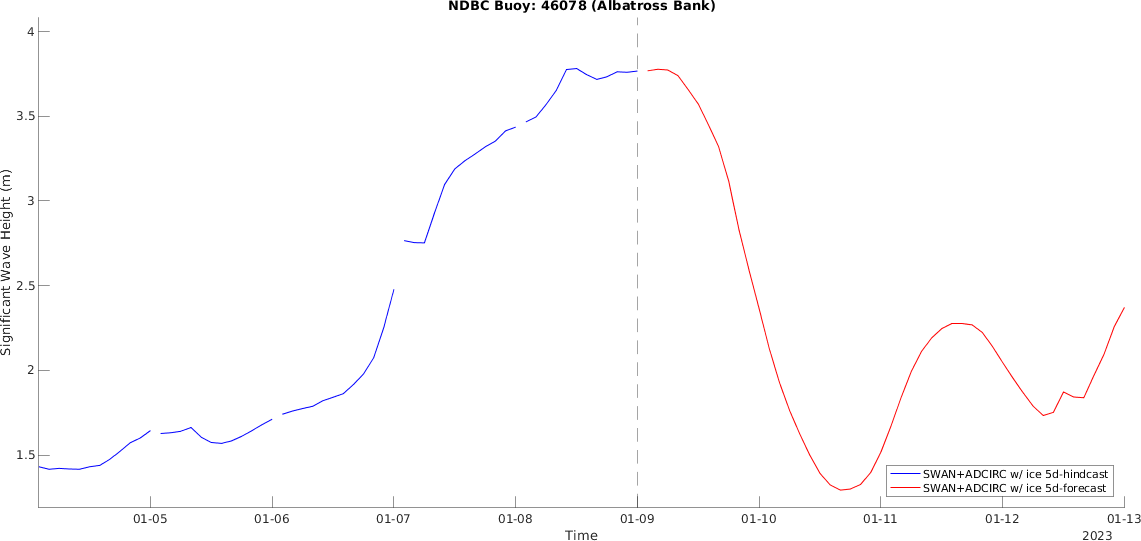 NDBC Buoy: 46078 (Albatross Bank)
4
3.5
3
2.5
2
1.5
Significant Wave Height (m)
SWAN+ADCIRC w/ ice 5d-hindcast
SWAN+ADCIRC w/ ice 5d-forecast
01-05 01-06 01-07 01-08 01-09 01-10 01-11 01-12 01-13
Time
2023